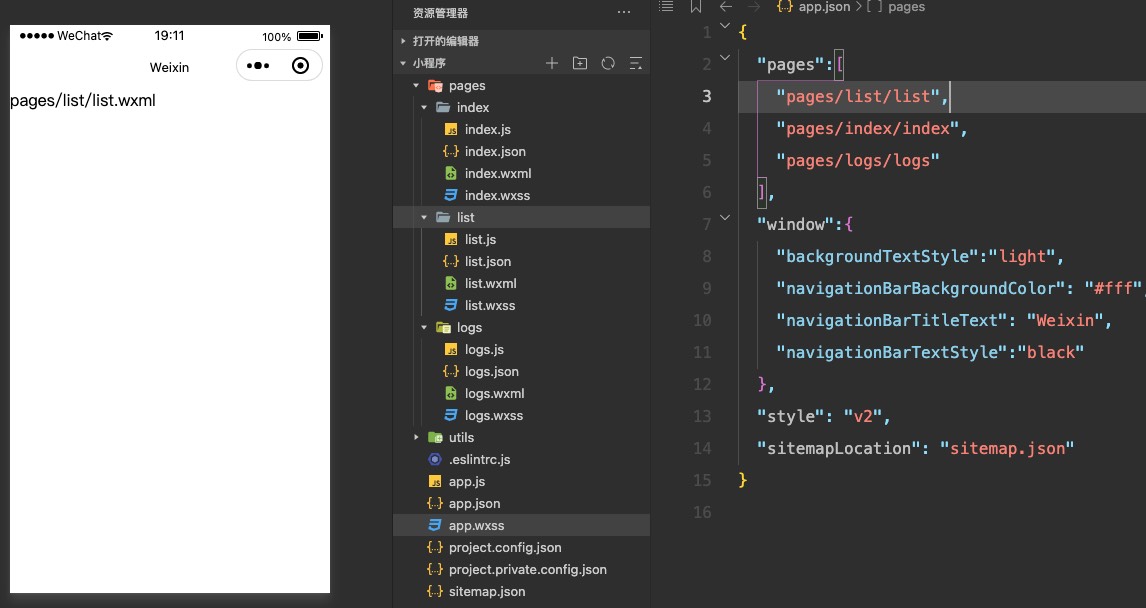 ●●●●● WeChat 19:11 100%
Weixin
pages/list/list.wxml
资源管理器 ···
打开的编辑器
小程序
pages
index
index.js
index.json
index.wxml
index.wxss
list
list.js
list.json
list.wxml
list.wxss
logs
logs.js
logs.json
logs.wxml
logs.wxss
utils
.eslintrc.js
app.js
app.json
app.wxss
project.config.json
project.private.config.json
sitemap.json
{..} app.json > [ ] pages
1 {
2 "pages":[
3 "pages/list/list",
4 "pages/index/index",
5 "pages/logs/logs"
6 ],
7 "window":{
8 "backgroundTextStyle":"light",
9 "navigationBarBackgroundColor": "#fff",
10 "navigationBarTitleText": "Weixin",
11 "navigationBarTextStyle":"black"
12 },
13 "style": "v2",
14 "sitemapLocation": "sitemap.json"
15 }
16